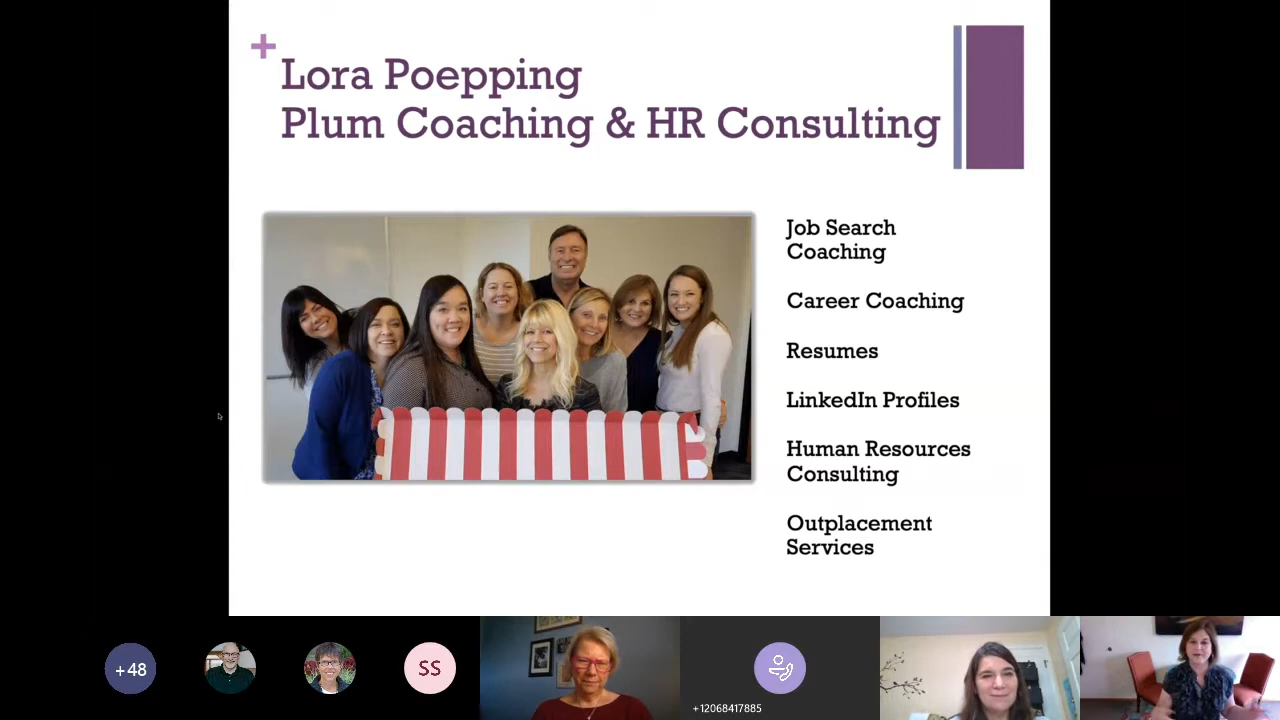 +
Lora Poepping
Plum Coaching & HR Consulting
Job Search
Coaching
Career Coaching
Resumes
LinkedIn Profiles
Human Resources
Consulting
Outplacement
Services
+48
SS
+12068417885